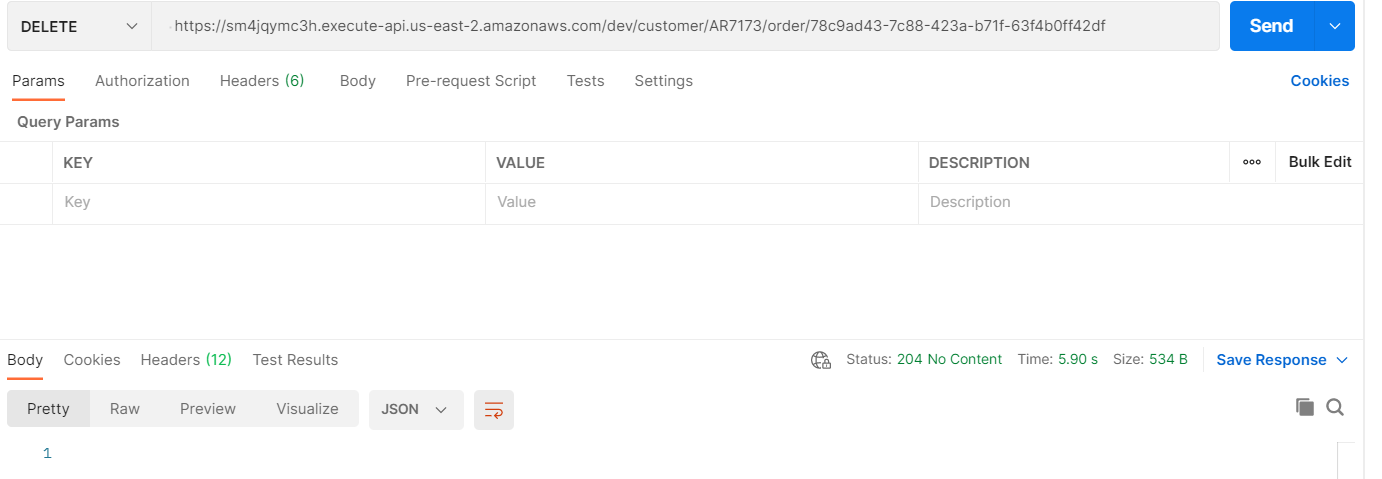 DELETE https://sm4jqymc3h.execute-api.us-east-2.amazonaws.com/dev/customer/AR7173/order/78c9ad43-7c88-423a-b71f-63f4b0ff42df Send
Params Authorization Headers (6) Body Pre-request Script Tests Settings Cookies
Query Params
KEY VALUE DESCRIPTION Bulk Edit
Key Value Description
Body Cookies Headers (12) Test Results Status: 204 No Content Time: 5.90 s Size: 534 B Save Response
Pretty Raw Preview Visualize JSON
1